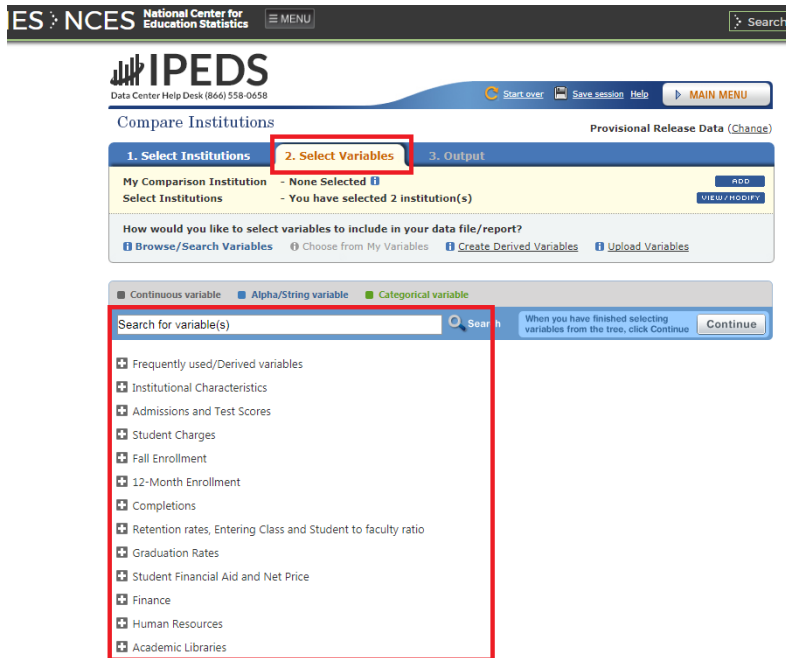 IES NCES National Center for Education Statistics ☰ MENU Search
IPEDS
Data Center Help Desk (866) 558-0658
Start over Save session Help MAIN MENU
Compare Institutions
Provisional Release Data (Change)
1. Select Institutions 2. Select Variables 3. Output
My Comparison Institution - None Selected ADD
Select Institutions - You have selected 2 institution(s) VIEW/MODIFY
How would you like to select variables to include in your data file/report?
Browse/Search Variables Choose from My Variables Create Derived Variables Upload Variables
Continuous variable Alpha/String variable Categorical variable
Search for variable(s) Search When you have finished selecting variables from the tree, click Continue Continue
Frequently used/Derived variables
Institutional Characteristics
Admissions and Test Scores
Student Charges
Fall Enrollment
12-Month Enrollment
Completions
Retention rates, Entering Class and Student to faculty ratio
Graduation Rates
Student Financial Aid and Net Price
Finance
Human Resources
Academic Libraries